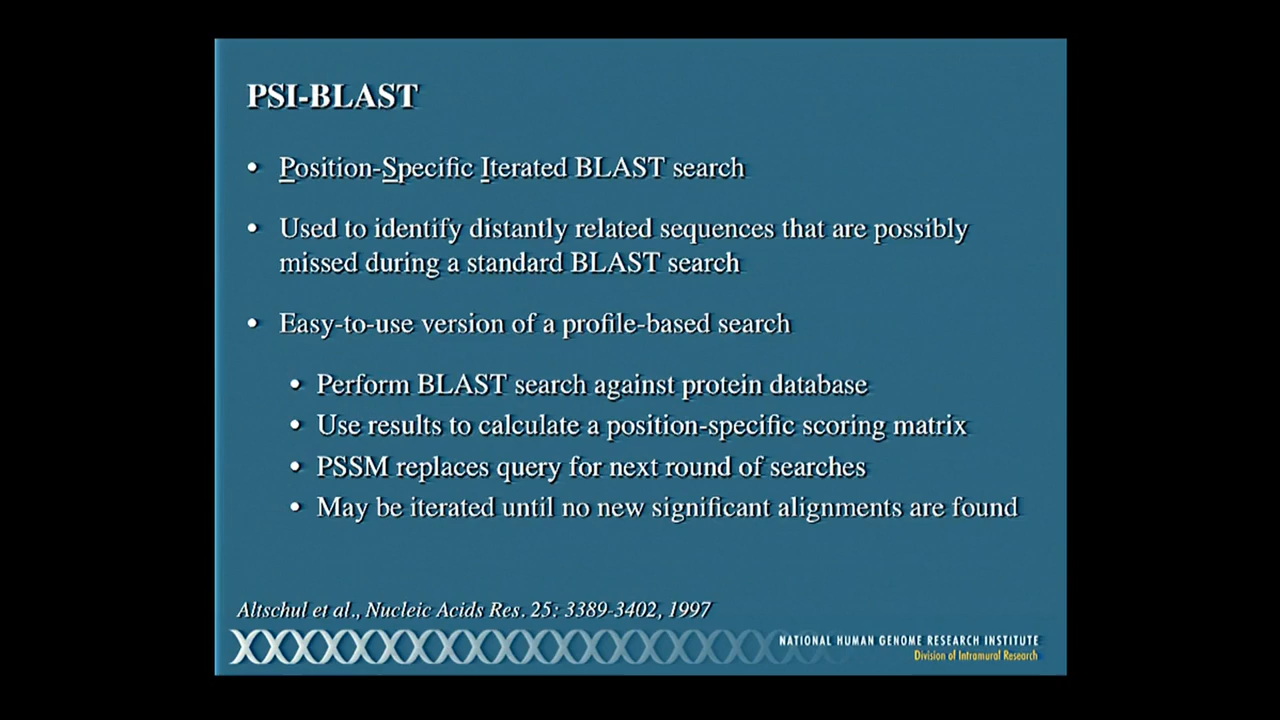 PSI-BLAST
• Position-Specific Iterated BLAST search
• Used to identify distantly related sequences that are possibly
missed during a standard BLAST search
• Easy-to-use version of a profile-based search
• Perform BLAST search against protein database
• Use results to calculate a position-specific scoring matrix
• PSSM replaces query for next round of searches
• May be iterated until no new significant alignments are found
Altschul et al., Nucleic Acids Res. 25: 3389-3402, 1997
NATIONAL HUMAN GENOME RESEARCH INSTITUTE
Division of Intramural Research